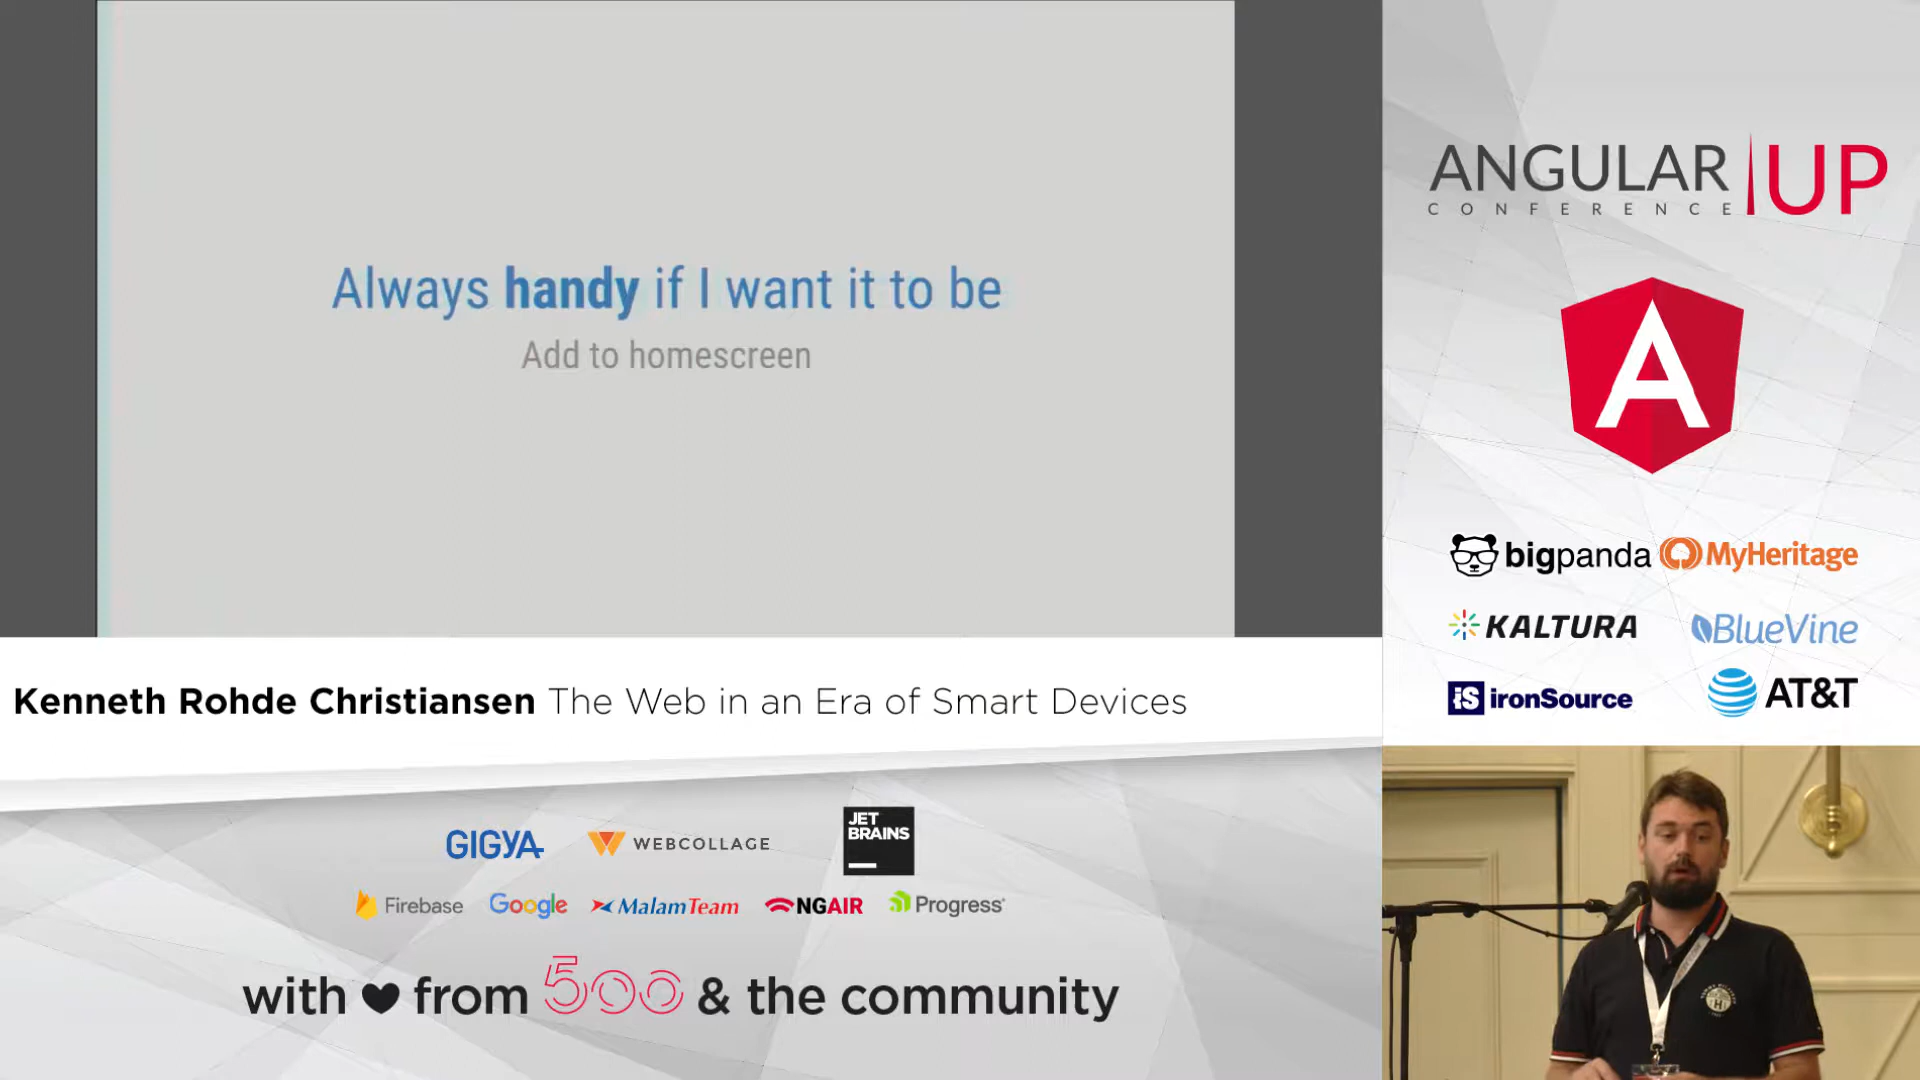 Always handy if I want it to be
Add to homescreen
Kenneth Rohde Christiansen The Web in an Era of Smart Devices
GIGYA
WEBCOLLAGE
JET
BRAINS
Firebase
Google
MalamTeam
NGAIR
Progress
with ♥ from 500 & the community
ANGULAR UP
CONFERENCE
bigpanda
MyHeritage
KALTURA
BlueVine
iS ironSource
AT&T